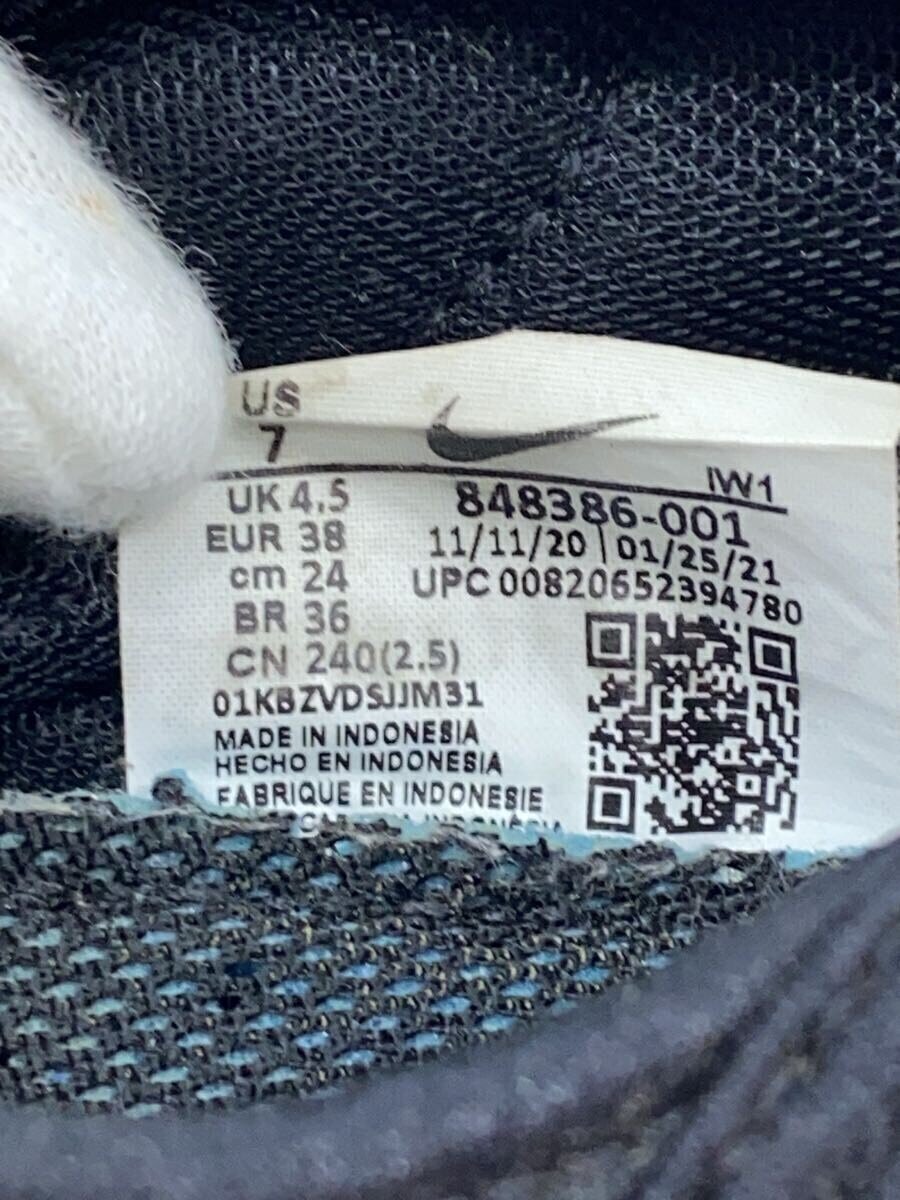 US
7
IW1
UK 4.5
848386-001
EUR 38
11/11/20 | 01/25/21
cm 24
UPC 00820652394780
BR 36
CN 240(2.5)
01KBZVDSJJM31
MADE IN INDONESIA
HECHO EN INDONESIA
FABRIQUE EN INDONESIE